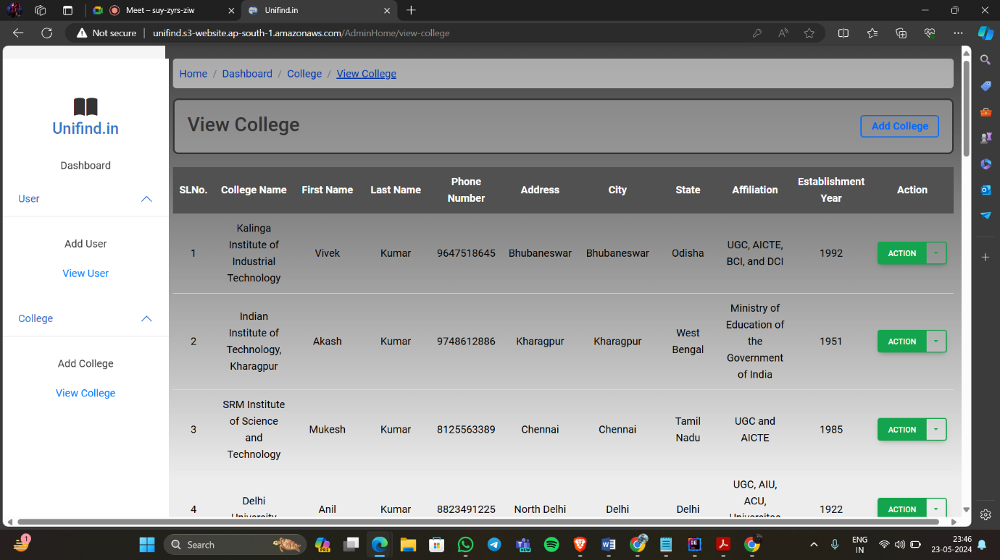 Meet – suy-zyrs-ziw
Unifind.in
Not secure
unifind.s3-website.ap-south-1.amazonaws.com/AdminHome/view-college
Home / Dashboard / College / View College
Unifind.in
Dashboard
User
Add User
View User
College
Add College
View College
View College
Add College
SLNo. College Name First Name Last Name Phone Number Address City State Affiliation Establishment Year Action
1 Kalinga Institute of Industrial Technology Vivek Kumar 9647518645 Bhubaneswar Bhubaneswar Odisha UGC, AICTE, BCI, and DCI 1992 ACTION
2 Indian Institute of Technology, Kharagpur Akash Kumar 9748612886 Kharagpur Kharagpur West Bengal Ministry of Education of the Government of India 1951 ACTION
3 SRM Institute of Science and Technology Mukesh Kumar 8125563389 Chennai Chennai Tamil Nadu UGC and AICTE 1985 ACTION
4 Delhi University Anil Kumar 8823491225 North Delhi Delhi Delhi UGC, AIU, ACU, 1922 ACTION
1
Search
PRE
NEW
ENG
IN
23:46
23-05-2024